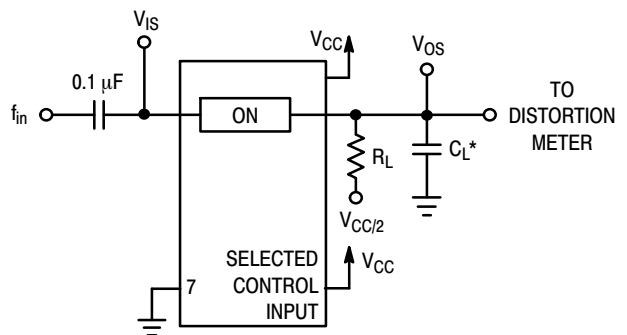 V_IS
V_CC
V_OS
0.1 µF
f_in
ON
TO
DISTORTION
METER
R_L
C_L*
V_CC/2
7
SELECTED
CONTROL
INPUT
V_CC